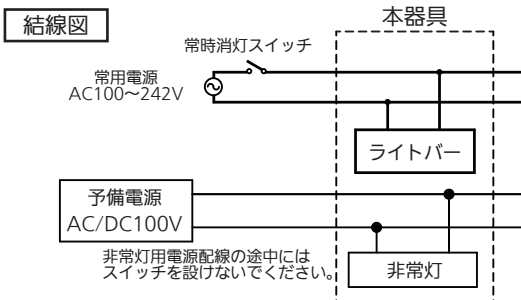 結線図
本器具
常時消灯スイッチ
常用電源
AC100～242V
ライトバー
予備電源
AC/DC100V
非常灯用電源配線の途中には
スイッチを設けないでください。
非常灯